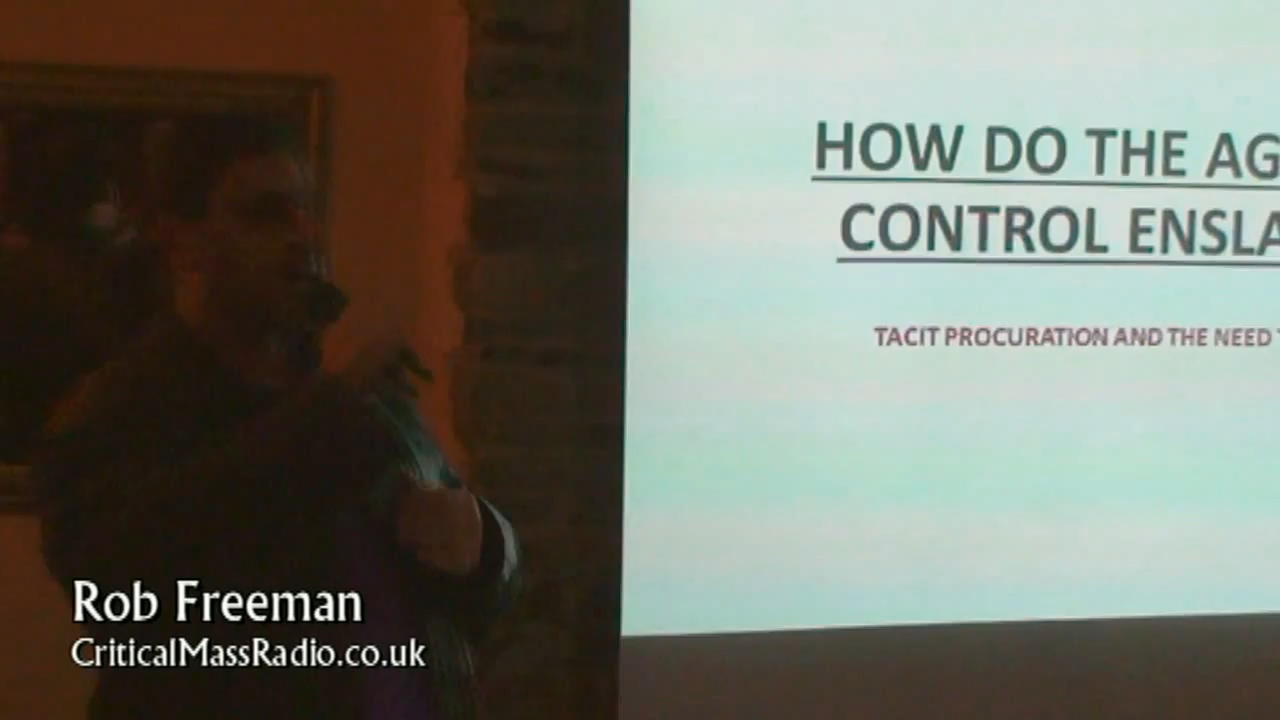 HOW DO THE AG
CONTROL ENSLA
TACIT PROCURATION AND THE NEED
Rob Freeman
CriticalMassRadio.co.uk